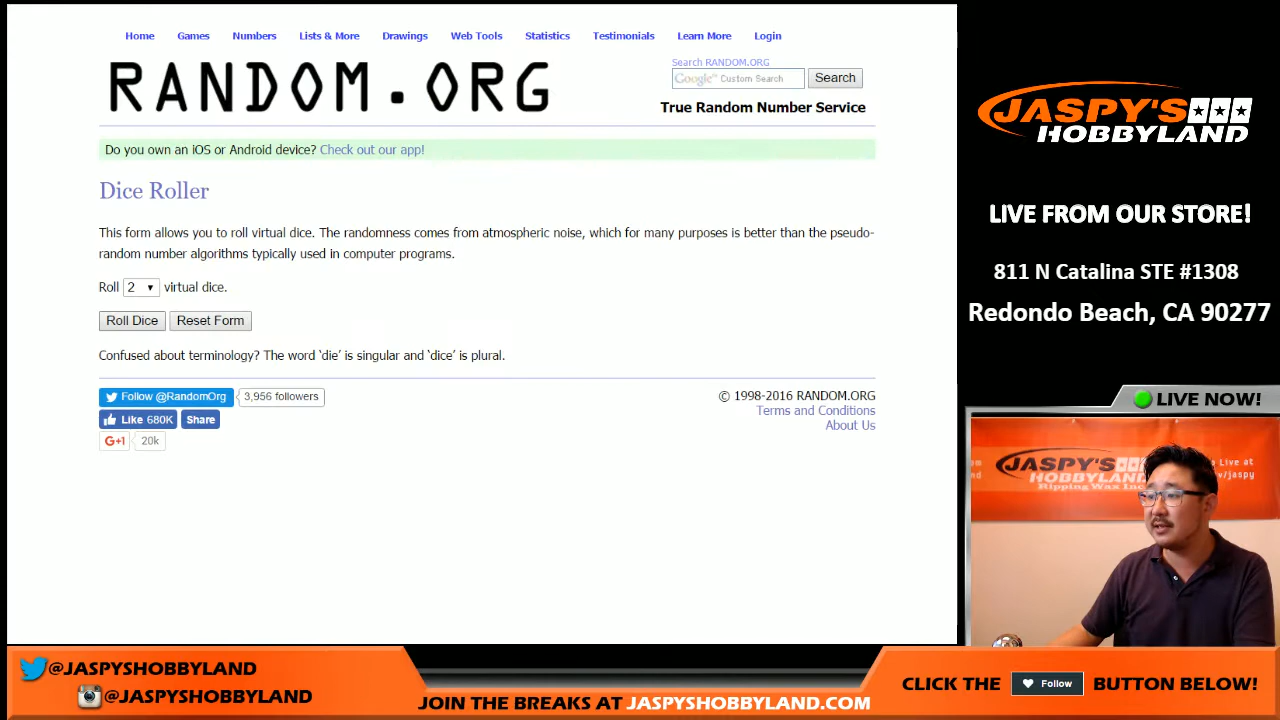 Home Games Numbers Lists & More Drawings Web Tools Statistics Testimonials Learn More Login
RANDOM.ORG
Search RANDOM.ORG
Google™ Custom Search
Search
True Random Number Service
Do you own an iOS or Android device? Check out our app!
Dice Roller
This form allows you to roll virtual dice. The randomness comes from atmospheric noise, which for many purposes is better than the pseudo-
random number algorithms typically used in computer programs.
Roll 2 virtual dice.
Roll Dice Reset Form
Confused about terminology? The word ‘die’ is singular and ‘dice’ is plural.
Follow @RandomOrg 3,956 followers
Like 680K Share
G+1 20k
© 1998-2016 RANDOM.ORG
Terms and Conditions
About Us
JASPY'S
HOBBYLAND
LIVE FROM OUR STORE!
811 N Catalina STE #1308
Redondo Beach, CA 90277
LIVE NOW!
JASPY'S
HOBBYLAND
Ripping Wax Inc
Live at
v/jaspy
@JASPYSHOBBYLAND
@JASPYSHOBBYLAND
JOIN THE BREAKS AT JASPYSHOBBYLAND.COM
CLICK THE Follow BUTTON BELOW!